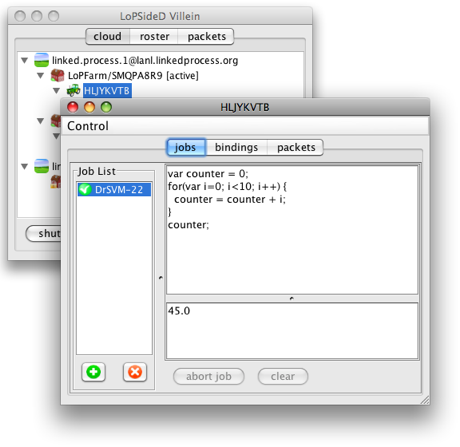 LoPSideD Villein
cloud roster packets
linked.process.1@lanl.linkedprocess.org
LoPFarm/SMQPA8R9 [active]
HLJYKVTB
HLJYKVTB
Control
jobs bindings packets
Job List
DrSVM-22
var counter = 0;
for(var i=0; i<10; i++) {
counter = counter + i;
}
counter;
45.0
abort job clear